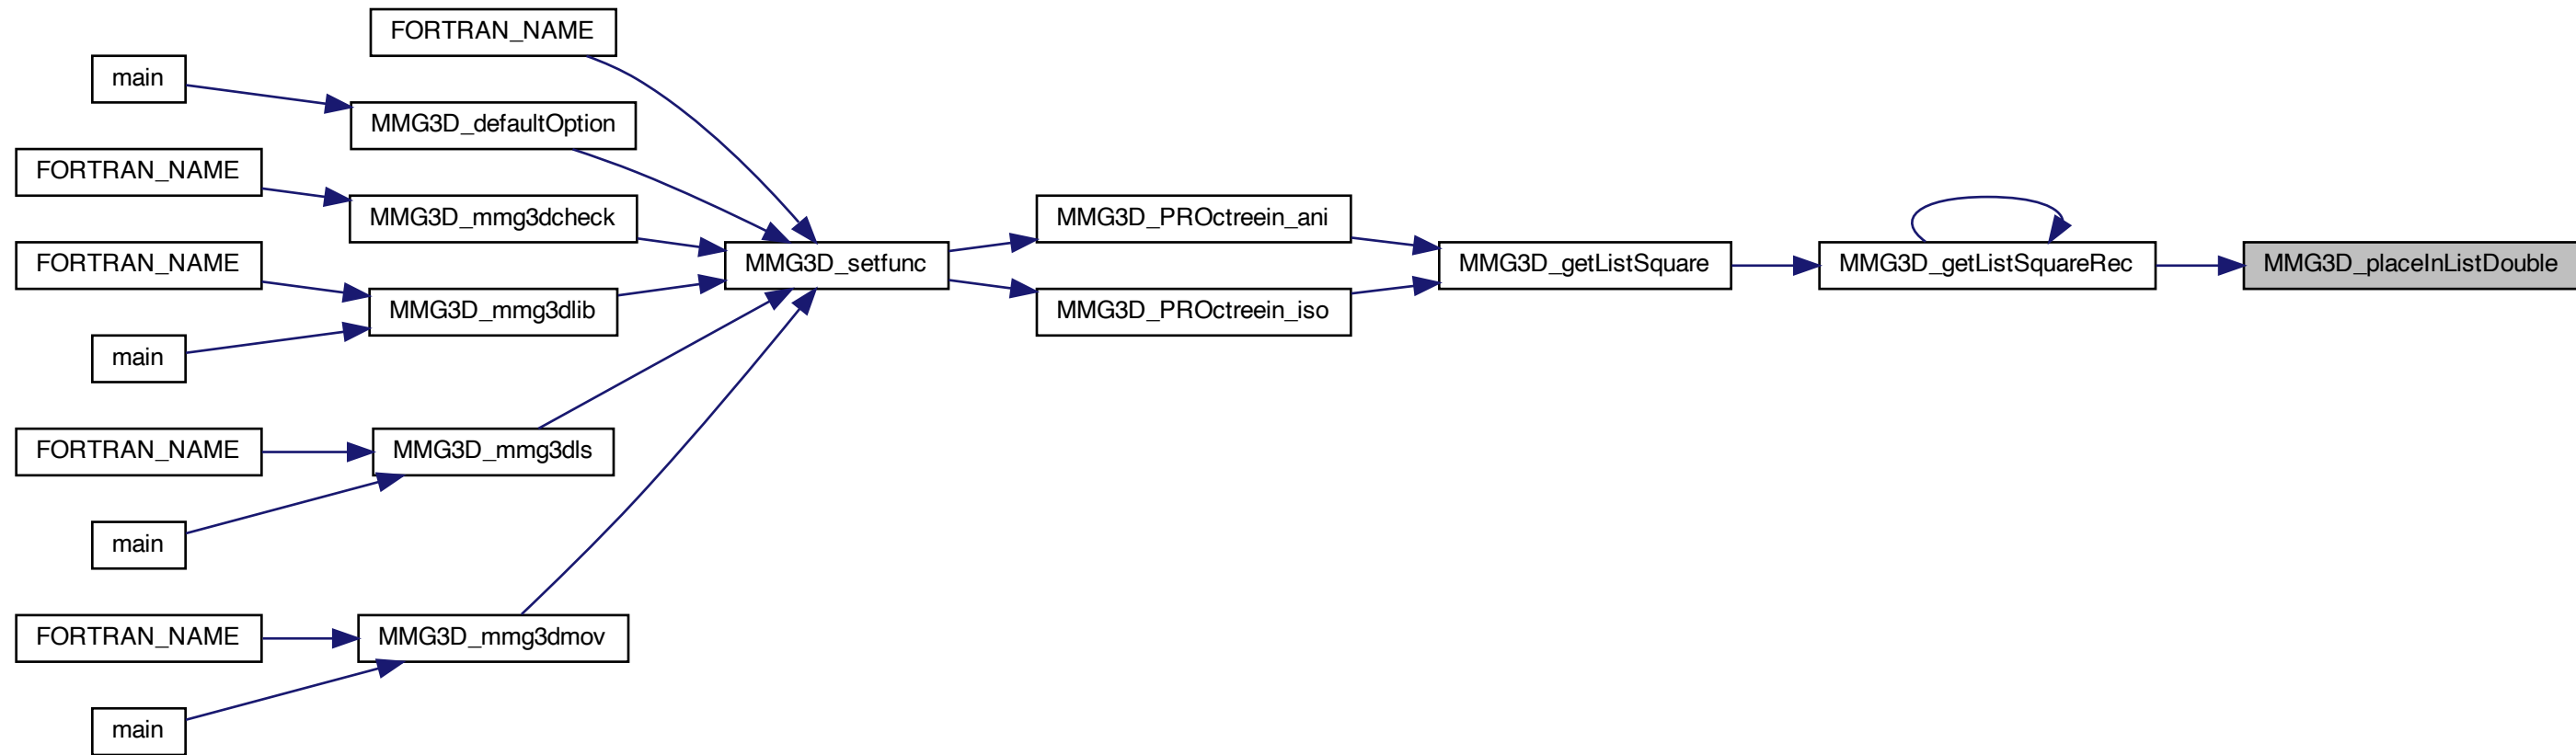 FORTRAN_NAME
main
MMG3D_defaultOption
FORTRAN_NAME
MMG3D_mmg3dcheck
MMG3D_PROctreein_ani
FORTRAN_NAME
MMG3D_setfunc
MMG3D_getListSquare
MMG3D_getListSquareRec
MMG3D_placeInListDouble
MMG3D_mmg3dlib
MMG3D_PROctreein_iso
main
FORTRAN_NAME
MMG3D_mmg3dls
main
FORTRAN_NAME
MMG3D_mmg3dmov
main